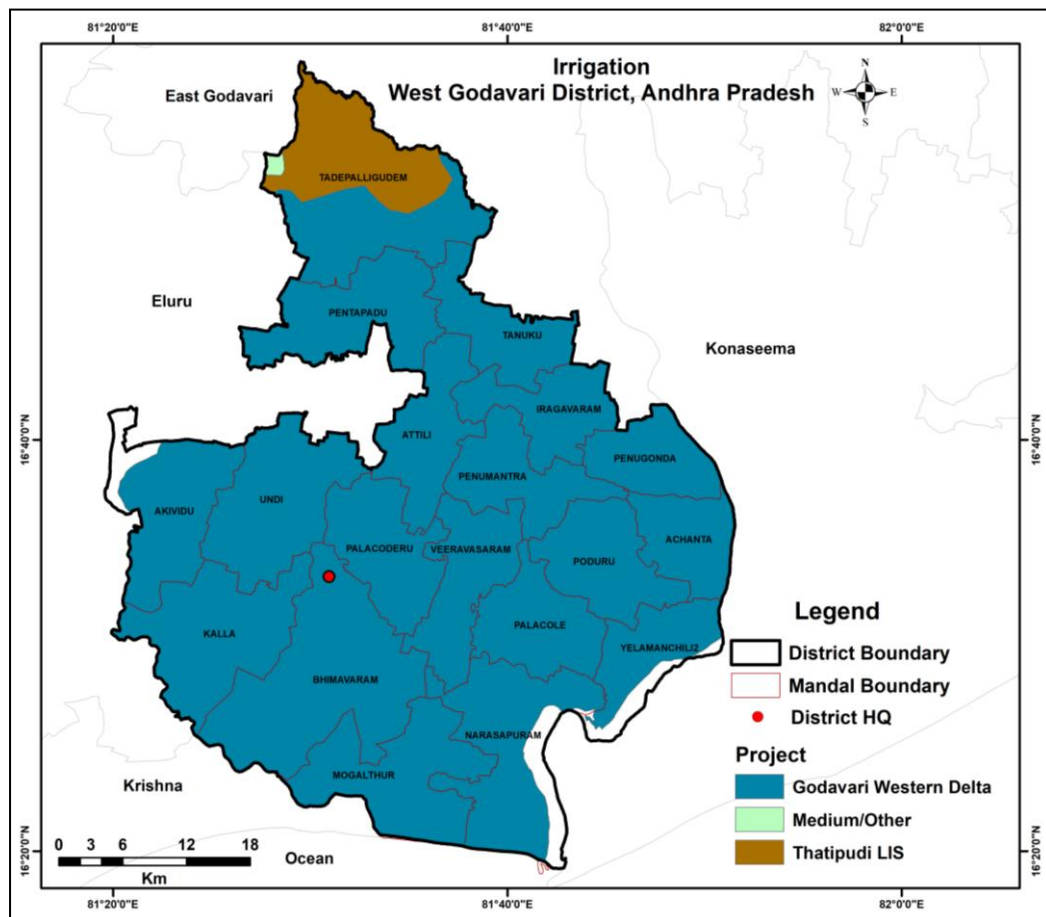 81°20'0"E
81°40'0"E
82°0'0"E
Irrigation
West Godavari District, Andhra Pradesh
N
W
E
S
East Godavari
TADEPALLIGUDEM
Eluru
PENTAPADU
TANUKU
Konaseema
IRAGAVARAM
16°40'0"N
16°40'0"N
ATTILI
PENUGONDA
PENUMANTRA
UNDI
AKIVIDU
ACHANTA
PALACODERU
VEERAVASARAM
PODURU
KALLA
PALACOLE
YELAMANCHILI2
BHIMAVARAM
NARASAPURAM
MOGALTHUR
Krishna
Ocean
0 3 6 12 18
Km
Legend
District Boundary
Mandal Boundary
District HQ
Project
Godavari Western Delta
Medium/Other
Thatipudi LIS
16°20'0"N
16°20'0"N
81°20'0"E
81°40'0"E
82°0'0"E